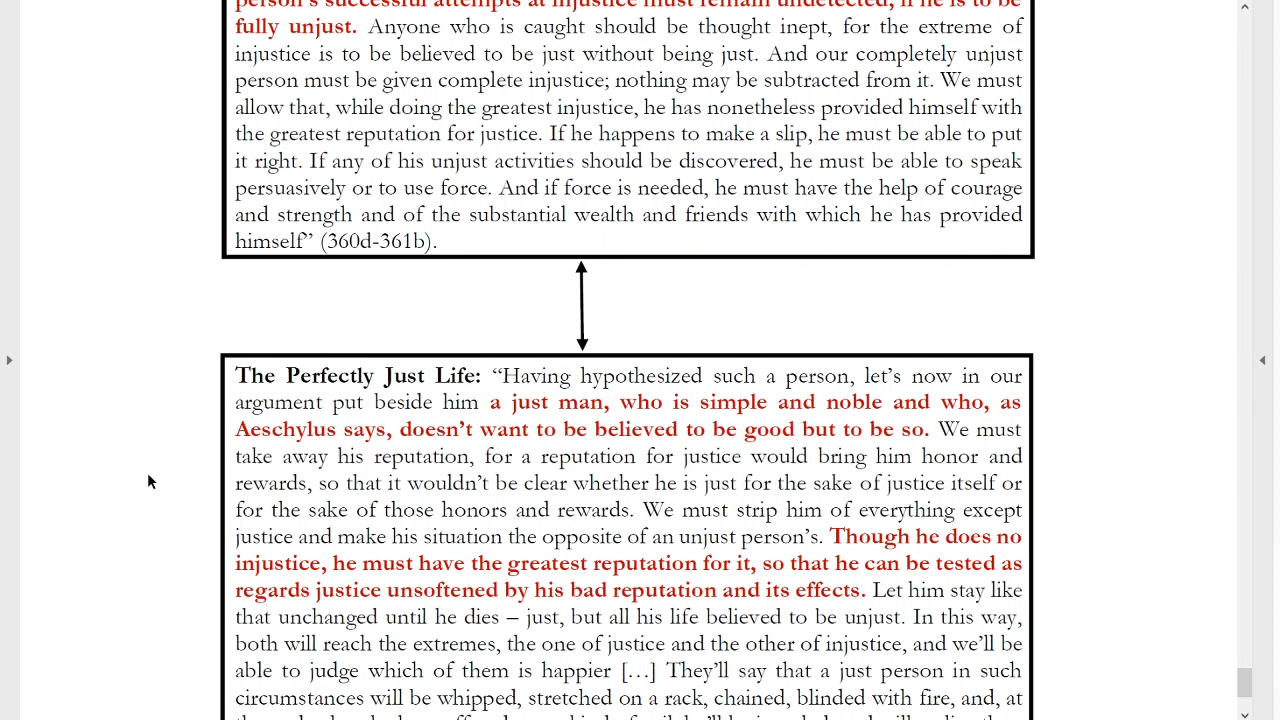 person's successful attempts at injustice must remain undetected, if he is to be
fully unjust. Anyone who is caught should be thought inept, for the extreme of
injustice is to be believed to be just without being just. And our completely unjust
person must be given complete injustice; nothing may be subtracted from it. We must
allow that, while doing the greatest injustice, he has nonetheless provided himself with
the greatest reputation for justice. If he happens to make a slip, he must be able to put
it right. If any of his unjust activities should be discovered, he must be able to speak
persuasively or to use force. And if force is needed, he must have the help of courage
and strength and of the substantial wealth and friends with which he has provided
himself” (360d-361b).
The Perfectly Just Life: “Having hypothesized such a person, let’s now in our
argument put beside him a just man, who is simple and noble and who, as
Aeschylus says, doesn’t want to be believed to be good but to be so. We must
take away his reputation, for a reputation for justice would bring him honor and
rewards, so that it wouldn’t be clear whether he is just for the sake of justice itself or
for the sake of those honors and rewards. We must strip him of everything except
justice and make his situation the opposite of an unjust person’s. Though he does no
injustice, he must have the greatest reputation for it, so that he can be tested as
regards justice unsoftened by his bad reputation and its effects. Let him stay like
that unchanged until he dies – just, but all his life believed to be unjust. In this way,
both will reach the extremes, the one of justice and the other of injustice, and we’ll be
able to judge which of them is happier […] They’ll say that a just person in such
circumstances will be whipped, stretched on a rack, chained, blinded with fire, and, at